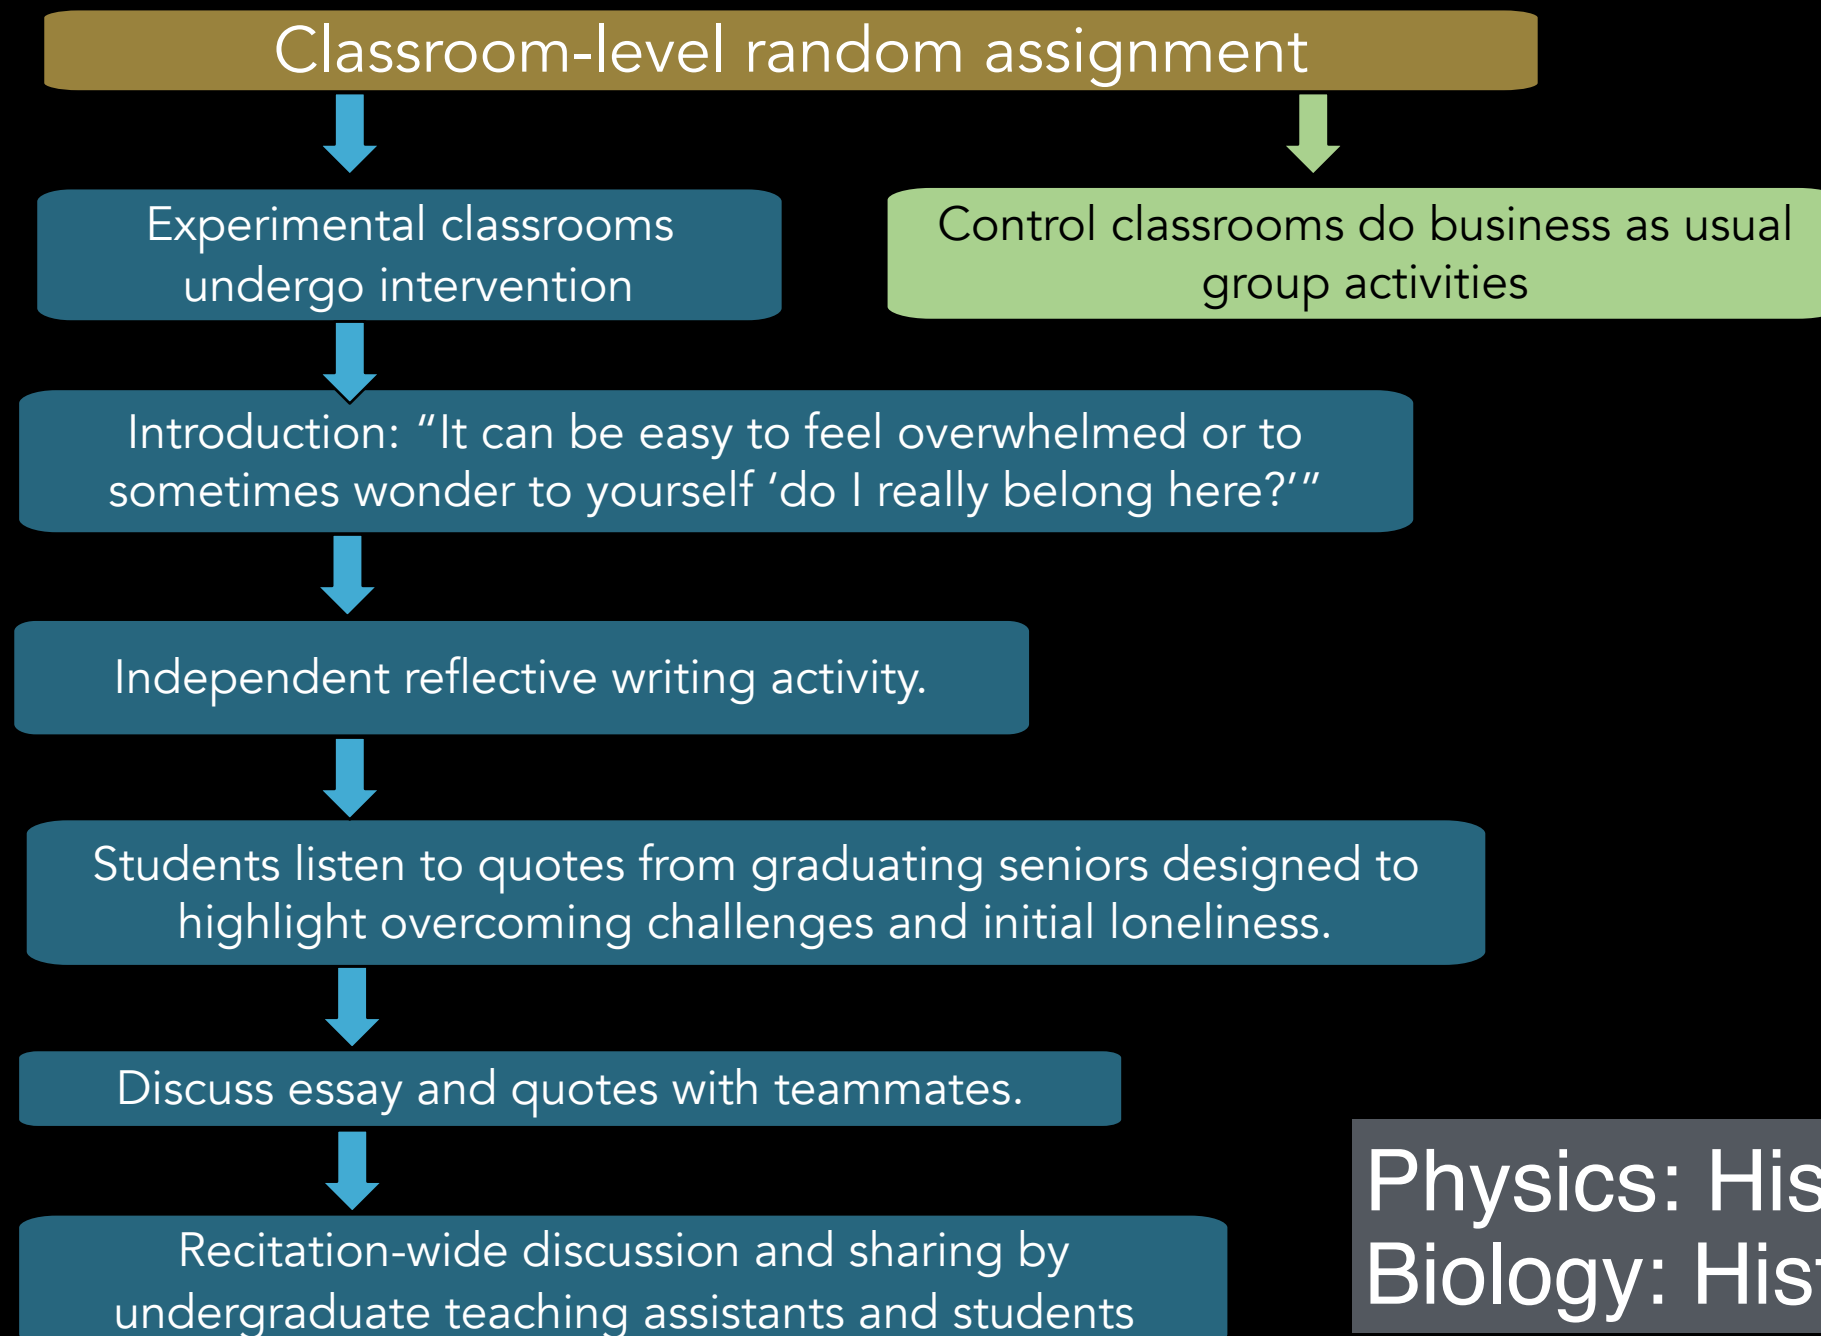 Classroom-level random assignment
Experimental classrooms
undergo intervention
Control classrooms do business as usual
group activities
Introduction: “It can be easy to feel overwhelmed or to
sometimes wonder to yourself ‘do I really belong here?’”
Independent reflective writing activity.
Students listen to quotes from graduating seniors designed to
highlight overcoming challenges and initial loneliness.
Discuss essay and quotes with teammates.
Recitation-wide discussion and sharing by
undergraduate teaching assistants and students
Physics:
Biology: